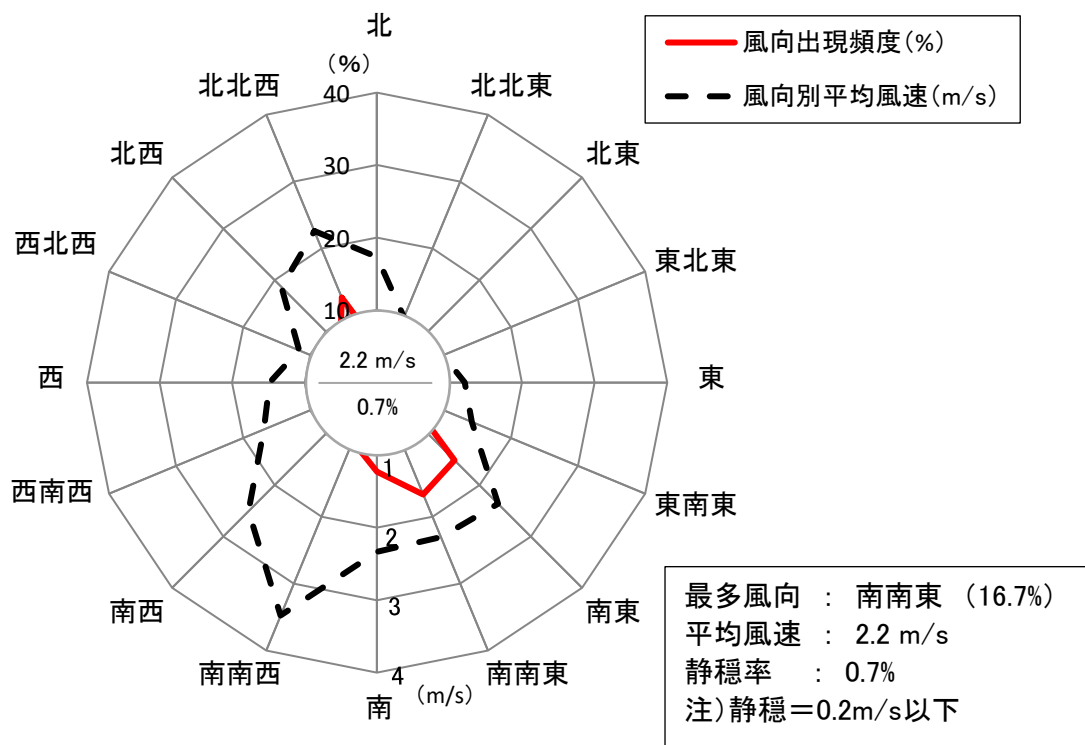 北
(%)
北北西
北北東
40
風向出現頻度(%)
風向別平均風速(m/s)
北西
北東
30
西北西
東北東
20
10
2.2 m/s
0.7%
西
東
1
西南西
東南東
2
南西
南東
3
南南西
南南東
4
(m/s)
南
最多風向 : 南南東 (16.7%)
平均風速 : 2.2 m/s
静穏率 : 0.7%
注)静穏=0.2m/s以下